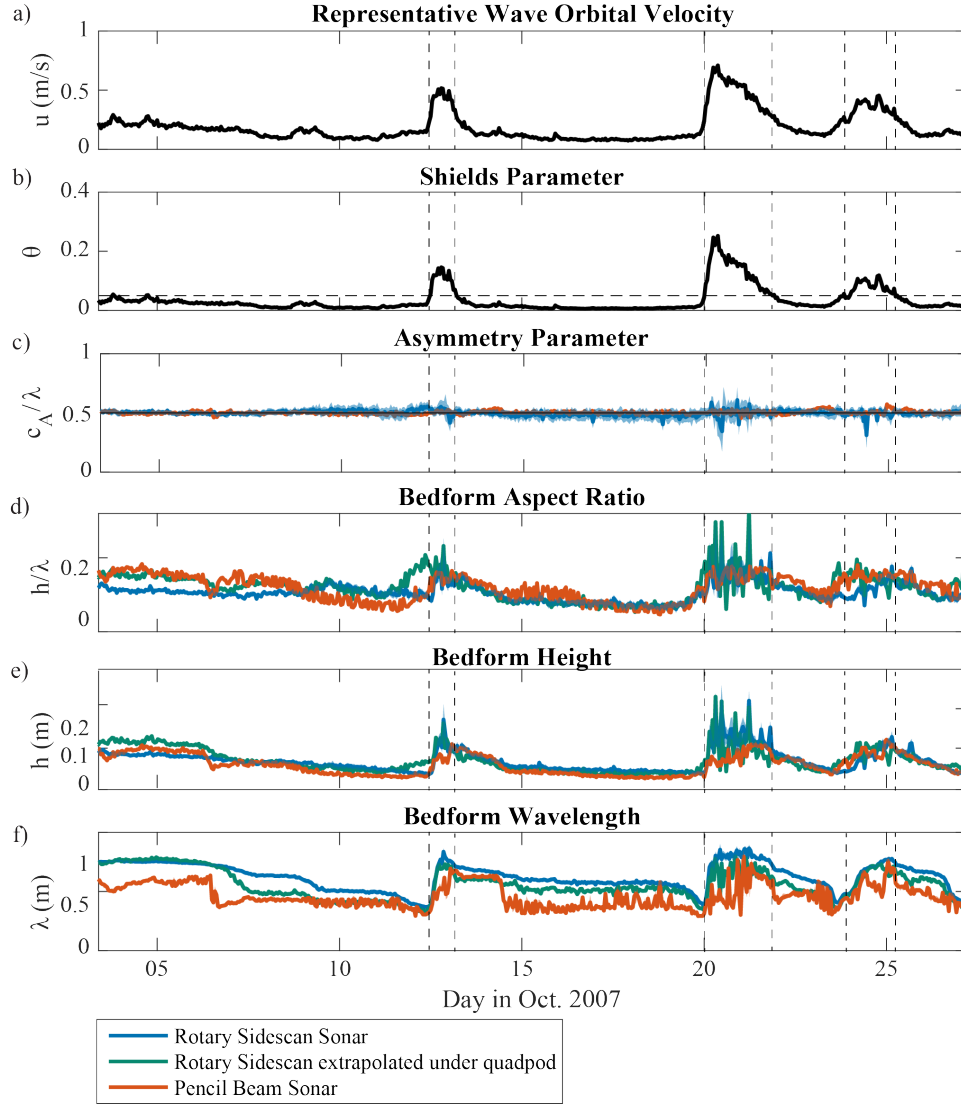 a)
Representative Wave Orbital Velocity
1
0.5
0
u (m/s)
b)
Shields Parameter
0.4
0.2
0
θ
c)
Asymmetry Parameter
1
0.5
0
c_A/λ
d)
Bedform Aspect Ratio
0.2
0
h/λ
e)
Bedform Height
0.2
0.1
0
h (m)
f)
Bedform Wavelength
1
0.5
0
λ (m)
05 10 15 20 25
Day in Oct. 2007
Rotary Sidescan Sonar
Rotary Sidescan extrapolated under quadpod
Pencil Beam Sonar